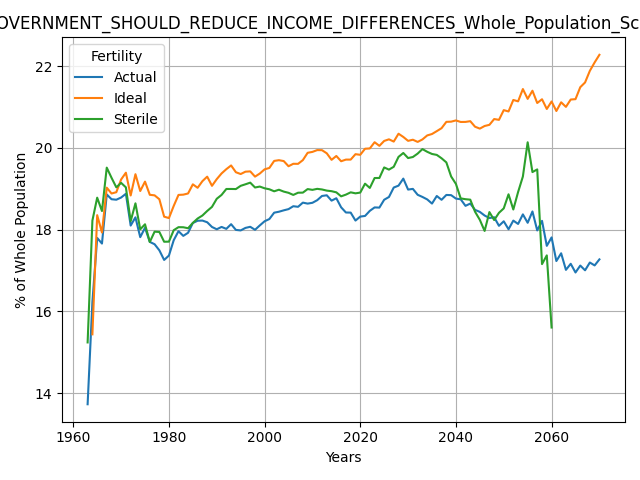 OVERNMENT_SHOULD_REDUCE_INCOME_DIFFERENCES_Whole_Population_Sc
Fertility
Actual
Ideal
Sterile
% of Whole Population
22
20
18
16
14
1960 1980 2000 2020 2040 2060
Years